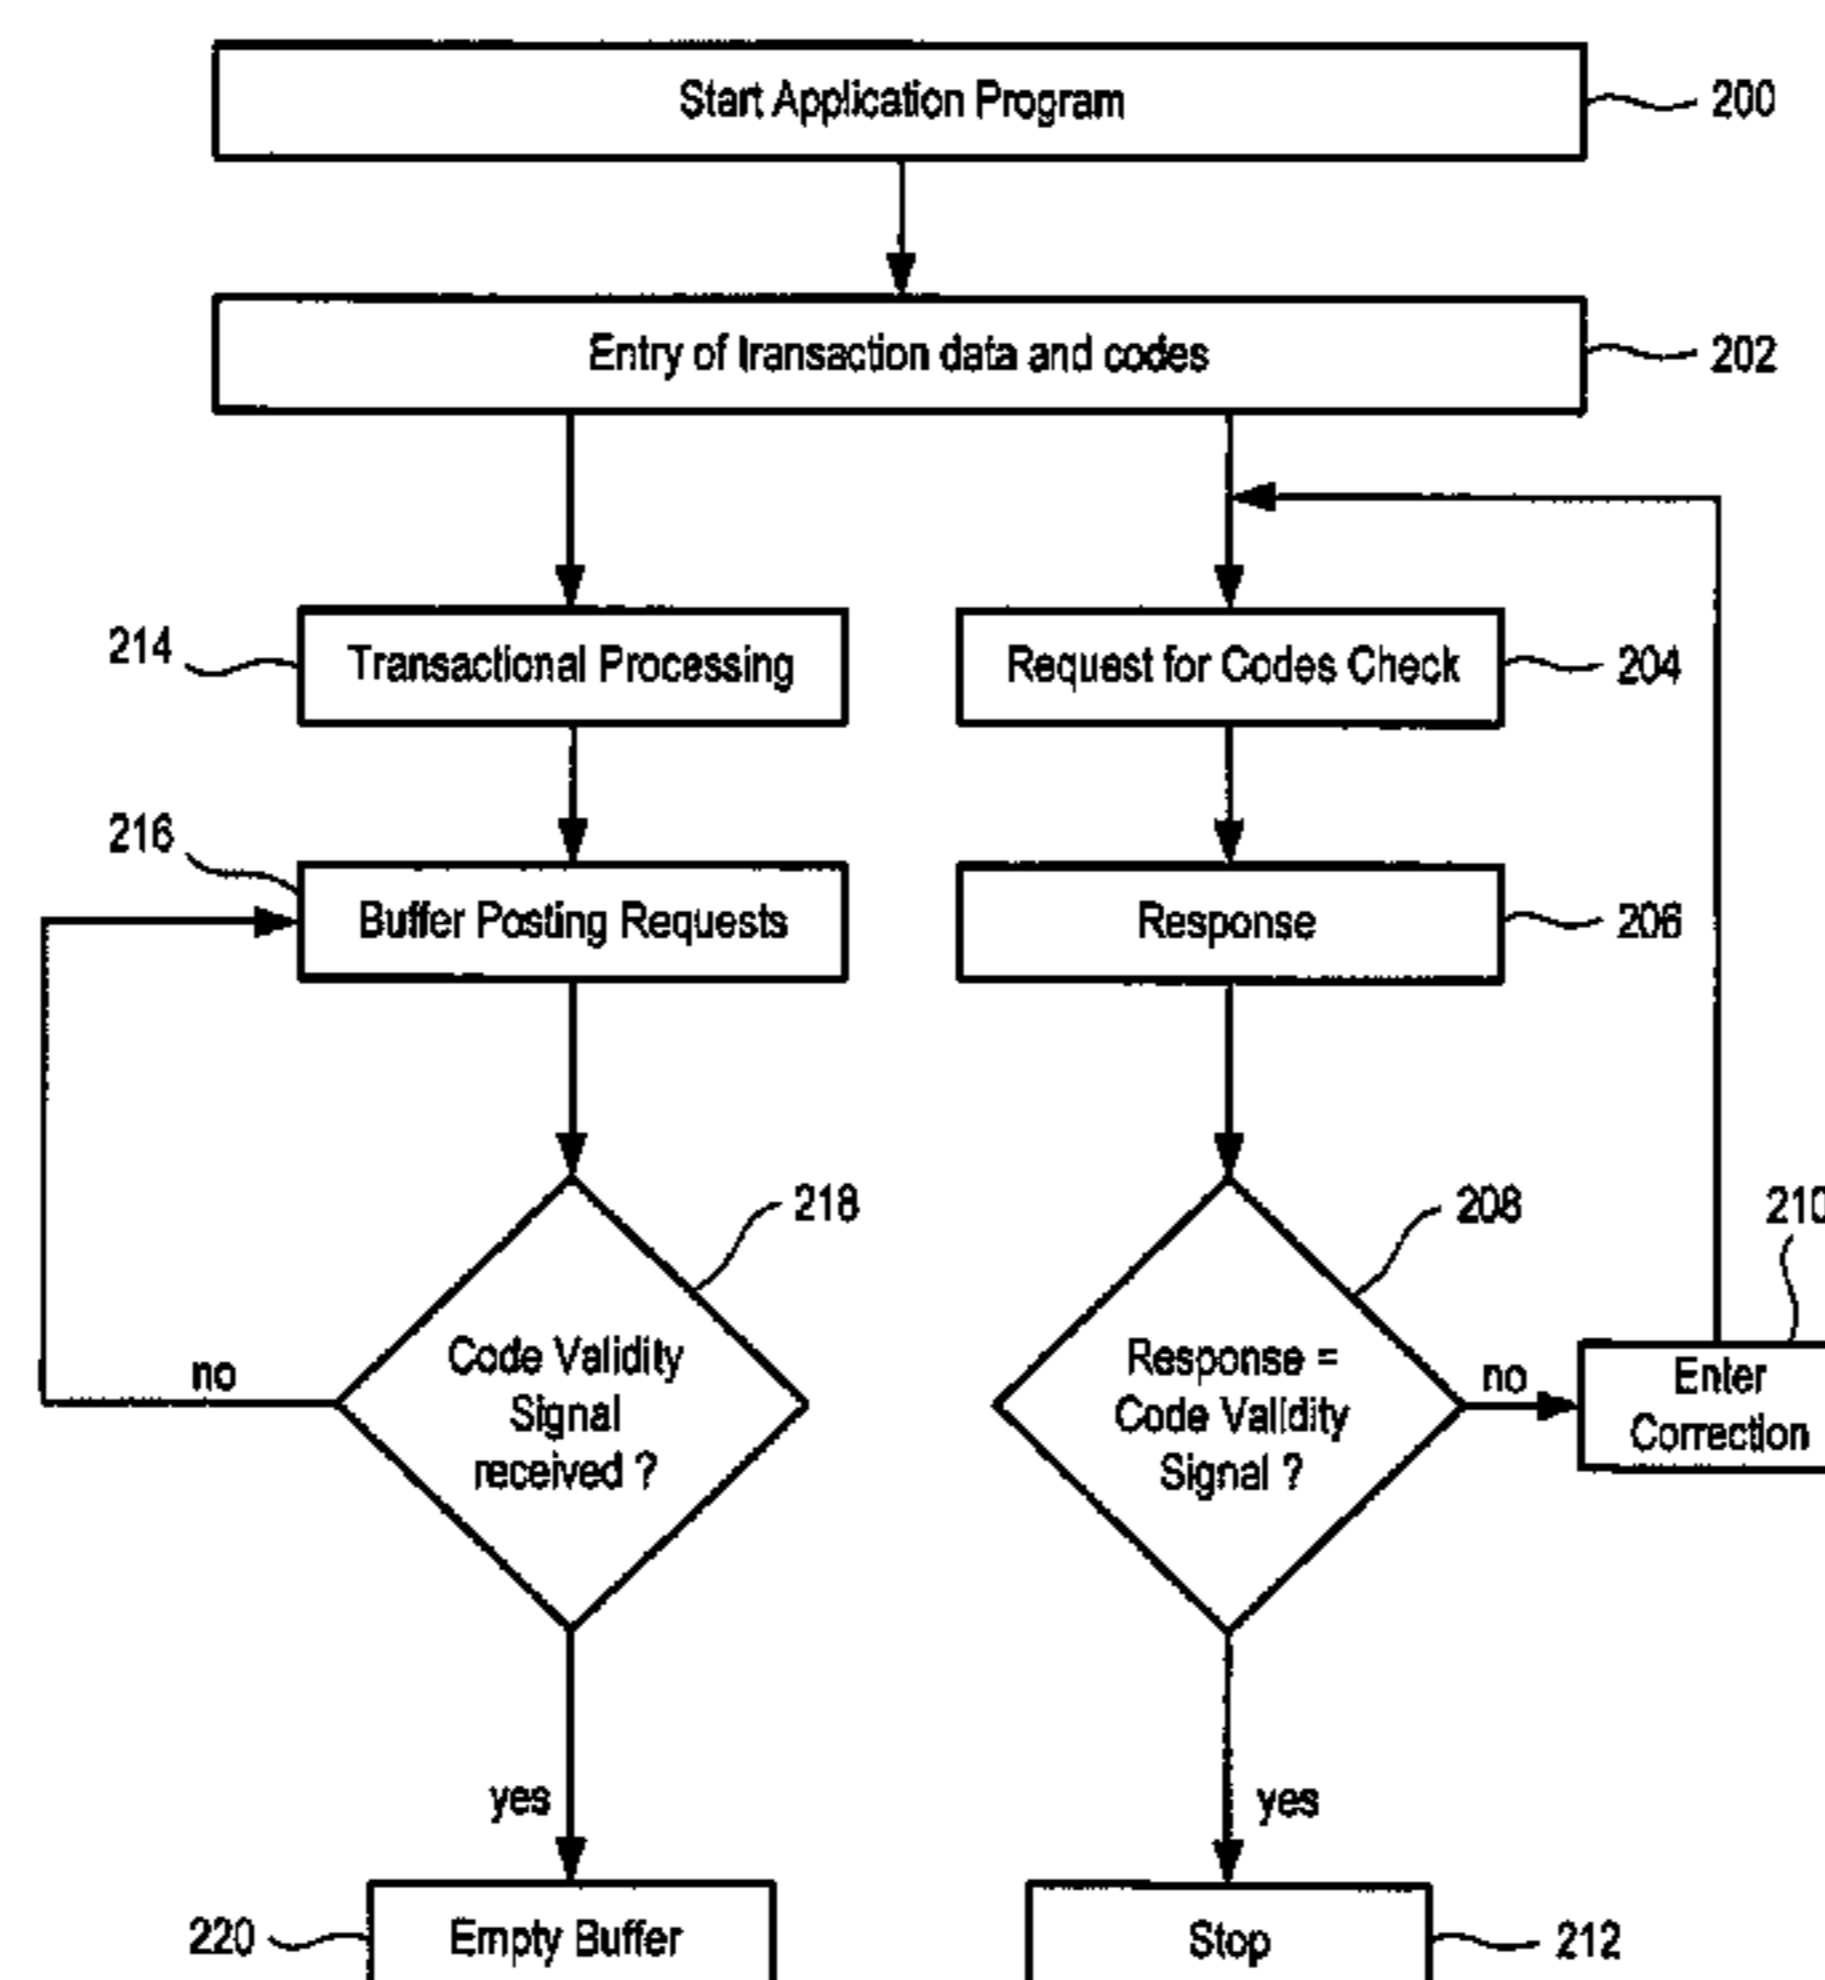 Start Application Program
200
Entry of transaction data and codes
202
214
Transactional Processing
Request for Codes Check
204
216
Buffer Posting Requests
Response
206
218
208
210
Code Validity
Signal
received ?
no
Response =
Code Validity
Signal ?
no
Enter
Correction
yes
yes
220
Empty Buffer
Stop
212